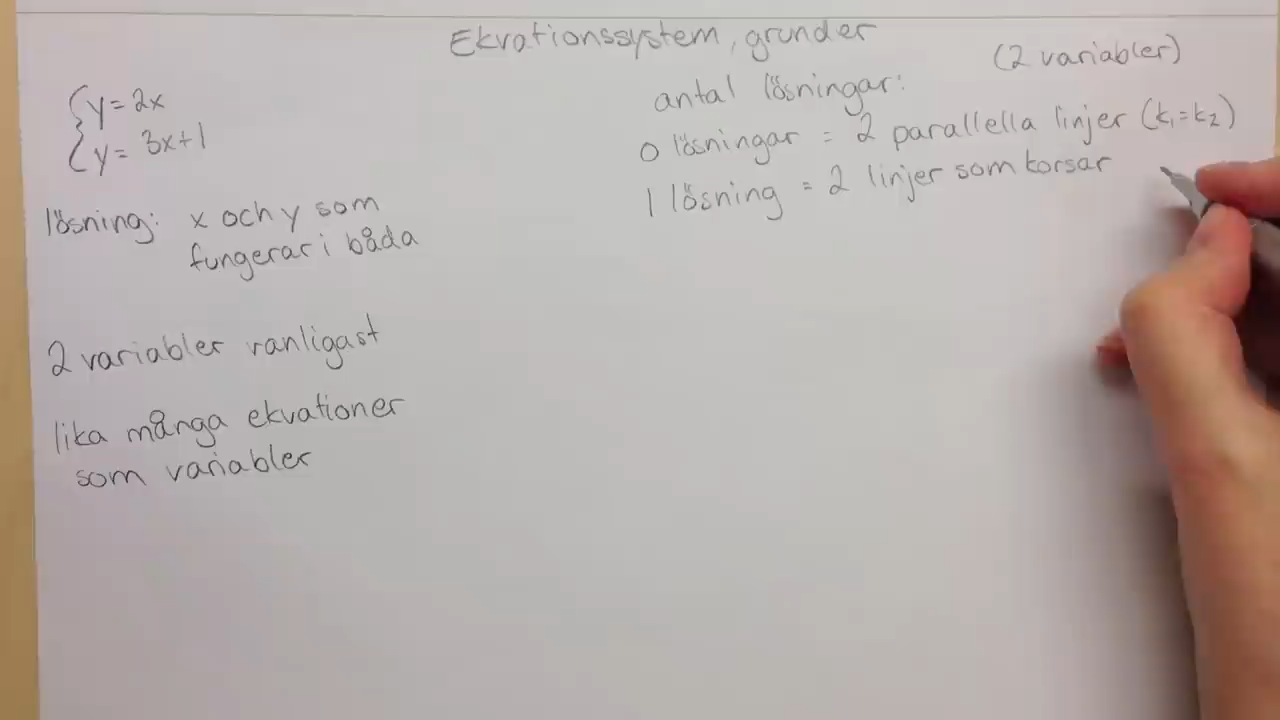 Ekvationssystem, grunder
(2 variabler)
y = 2x
y = 3x+1
lösning: x och y som
fungerar i båda
2 variabler vanligast
lika många ekvationer
som variabler
antal lösningar:
0 lösningar = 2 parallella linjer (k₁=k₂)
1 lösning = 2 linjer som korsar